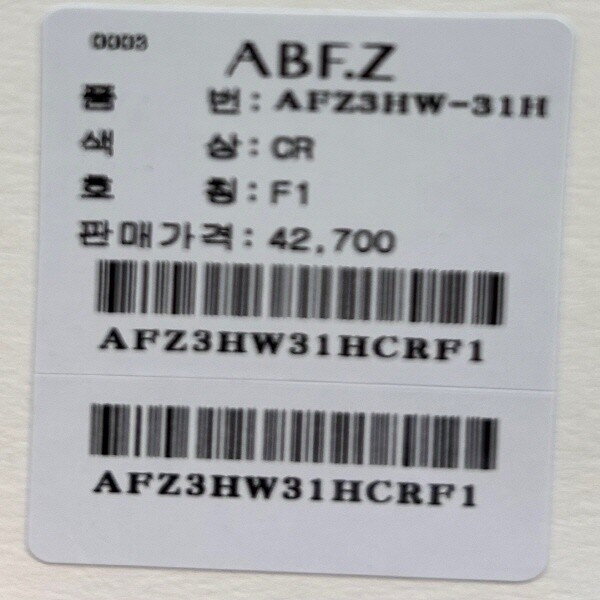 0003
ABF.Z
품 번 : AFZ3HW-31H
색 상 : CR
호 칭 : F1
판매가격 : 42,700
AFZ3HW31HCRF1
AFZ3HW31HCRF1